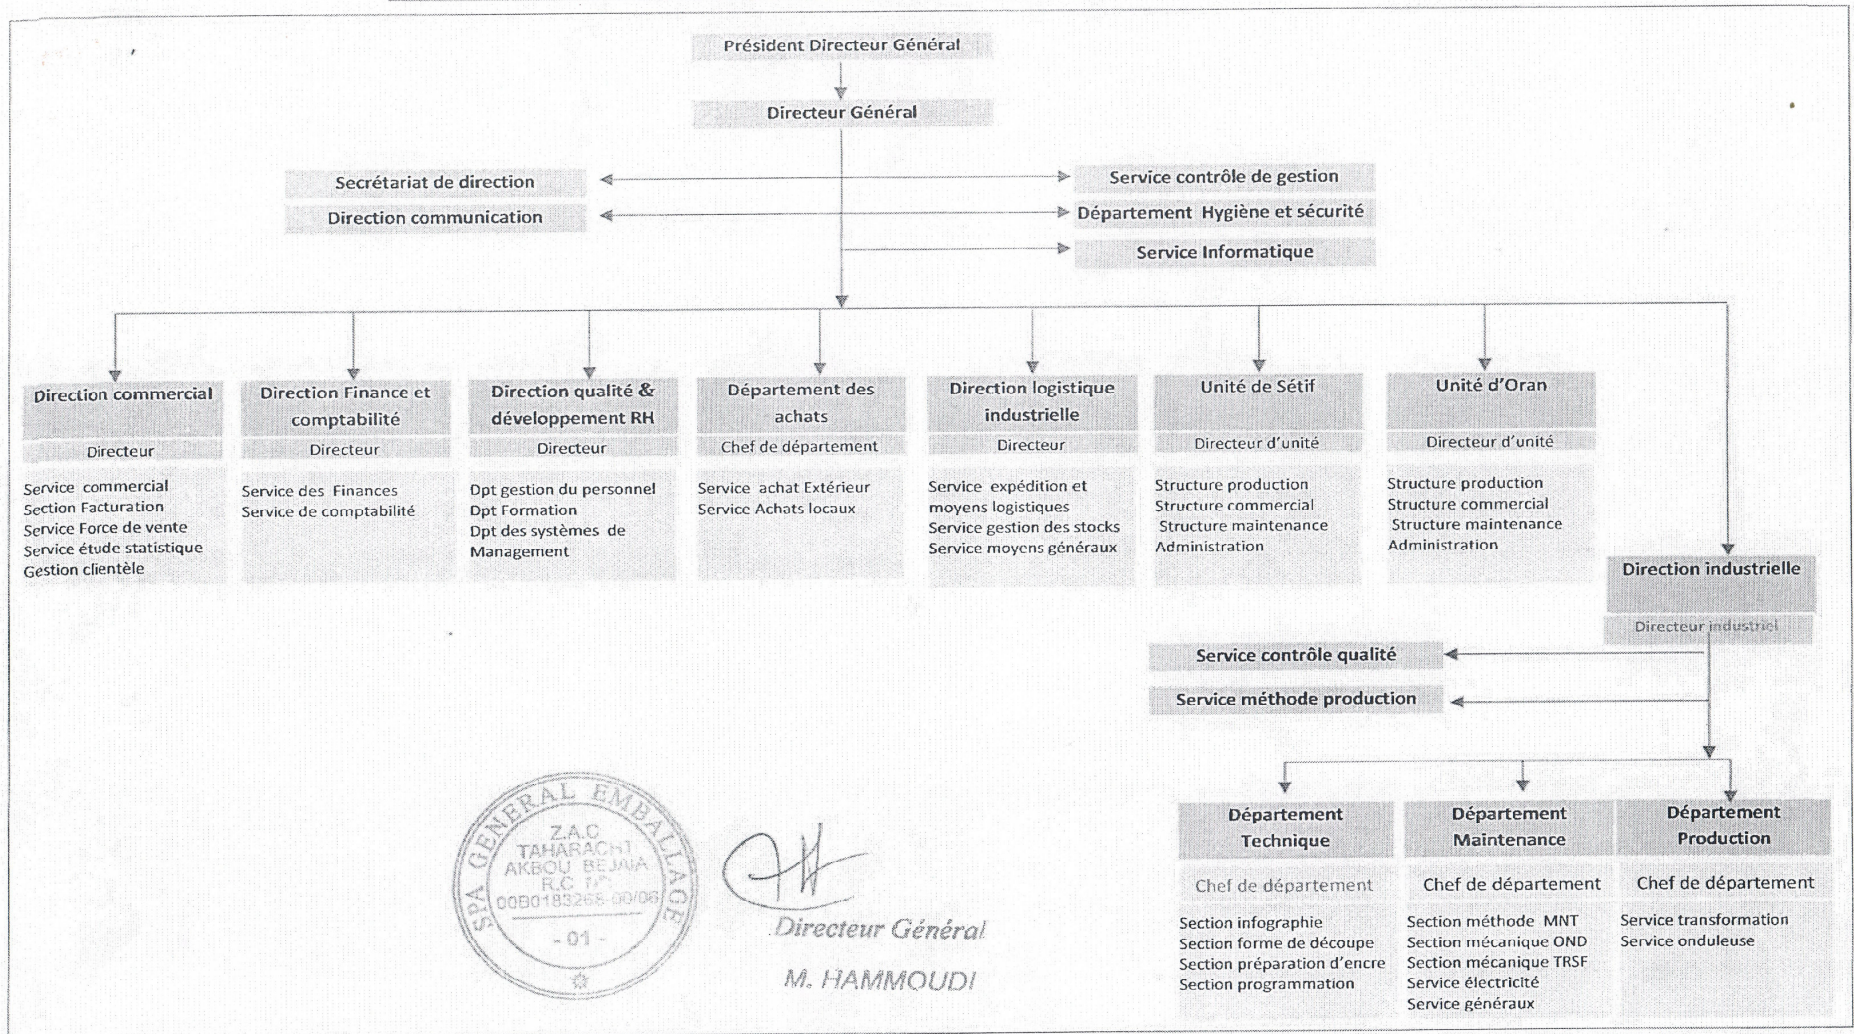 Président Directeur Général
Directeur Général
Secrétariat de direction
Direction communication
Service contrôle de gestion
Département Hygiène et sécurité
Service Informatique
Direction commercial
Directeur
Service commercial
Section Facturation
Service Force de vente
Service étude statistique
Gestion clientèle
Direction Finance et
comptabilité
Directeur
Service des Finances
Service de comptabilité
Direction qualité &
développement RH
Directeur
Dpt gestion du personnel
Dpt Formation
Dpt des systèmes de
Management
Département des
achats
Chef de département
Service achat Extérieur
Service Achats locaux
Direction logistique
industrielle
Directeur
Service expédition et
moyens logistiques
Service gestion des stocks
Service moyens généraux
Unité de Sétif
Directeur d'unité
Structure production
Structure commercial
Structure maintenance
Administration
Unité d'Oran
Directeur d'unité
Structure production
Structure commercial
Structure maintenance
Administration
Direction industrielle
Directeur industriel
Service contrôle qualité
Service méthode production
Département
Technique
Chef de département
Section infographie
Section forme de découpe
Section préparation d'encre
Section programmation
Département
Maintenance
Chef de département
Section méthode MNT
Section mécanique OND
Section mécanique TRSF
Service électricité
Service généraux
Département
Production
Chef de département
Service transformation
Service onduleuse
SPA GENERAL EMBALLAGE
Z.A.C
TAHARACHT
AKBOU BEJAIA
R.C N°
00B0183268-00/06
- 01 -
Directeur Général
M. HAMMOUDI